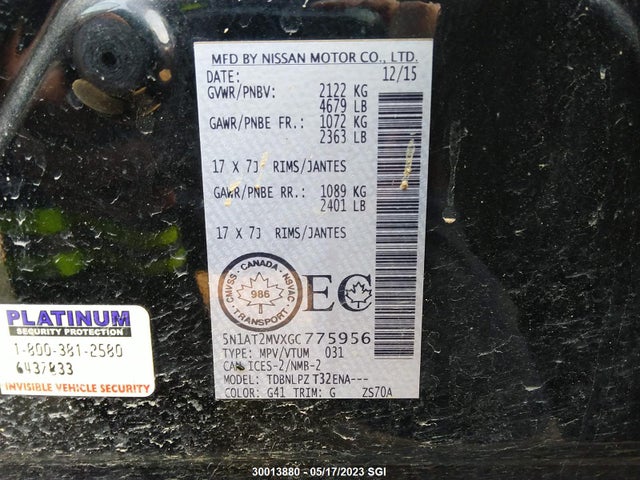 MFD BY NISSAN MOTOR CO., LTD.
DATE: 12/15
GVWR/PNBV: 2122 KG
4679 LB
GAWR/PNBE FR.: 1072 KG
2363 LB
17 X 7J RIMS/JANTES
GAWR/PNBE RR.: 1089 KG
2401 LB
17 X 7J RIMS/JANTES
CANADA
CMVSS · NSVAC
986
TRANSPORT
EC
5N1AT2MVXGC775956
TYPE: MPV/VTUM 031
CAN ICES-2/NMB-2
MODEL: TDBNLPZ T32ENA---
COLOR: G41 TRIM: G ZS70A
PLATINUM
SECURITY PROTECTION
1-800-381-2580
INVISIBLE VEHICLE SECURITY
30013880 - 05/17/2023 SGI